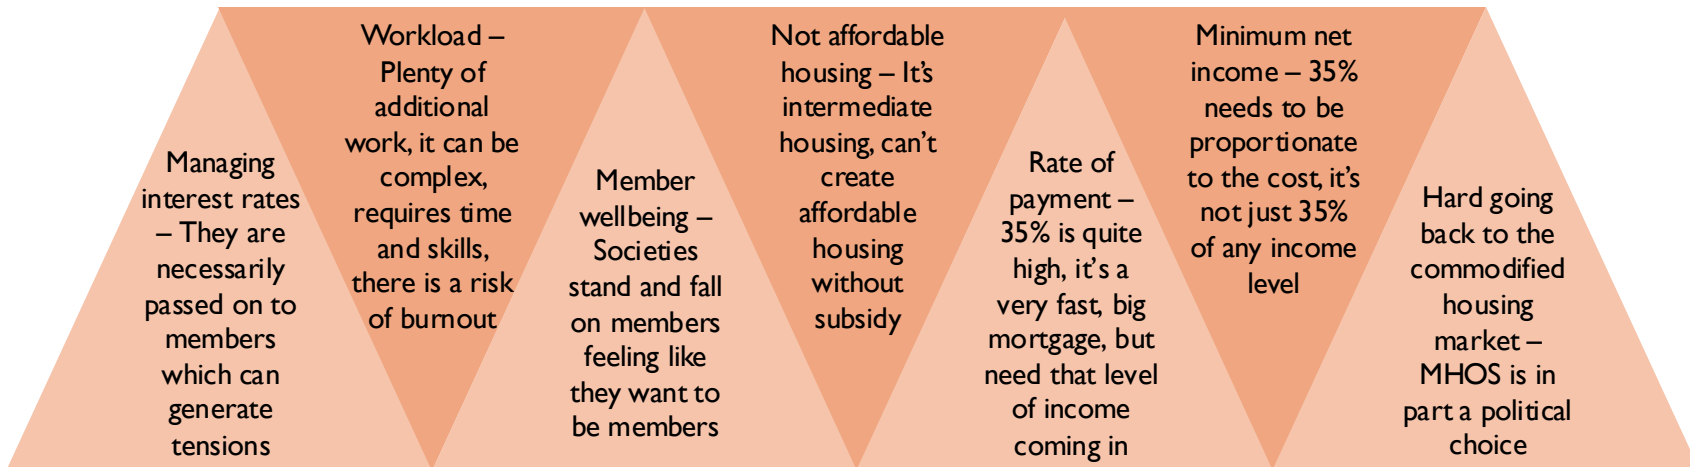 Managing
interest rates
– They are
necessarily
passed on to
members
which can
generate
tensions
Workload –
Plenty of
additional
work, it can be
complex,
requires time
and skills,
there is a risk
of burnout
Member
wellbeing –
Societies
stand and fall
on members
feeling like
they want to
be members
Not affordable
housing – It’s
intermediate
housing, can’t
create
affordable
housing
without
subsidy
Rate of
payment –
35% is quite
high, it’s a
very fast, big
mortgage, but
need that level
of income
coming in
Minimum net
income – 35%
needs to be
proportionate
to the cost, it’s
not just 35%
of any income
level
Hard going
back to the
commodified
housing
market –
MHOS is in
part a political
choice